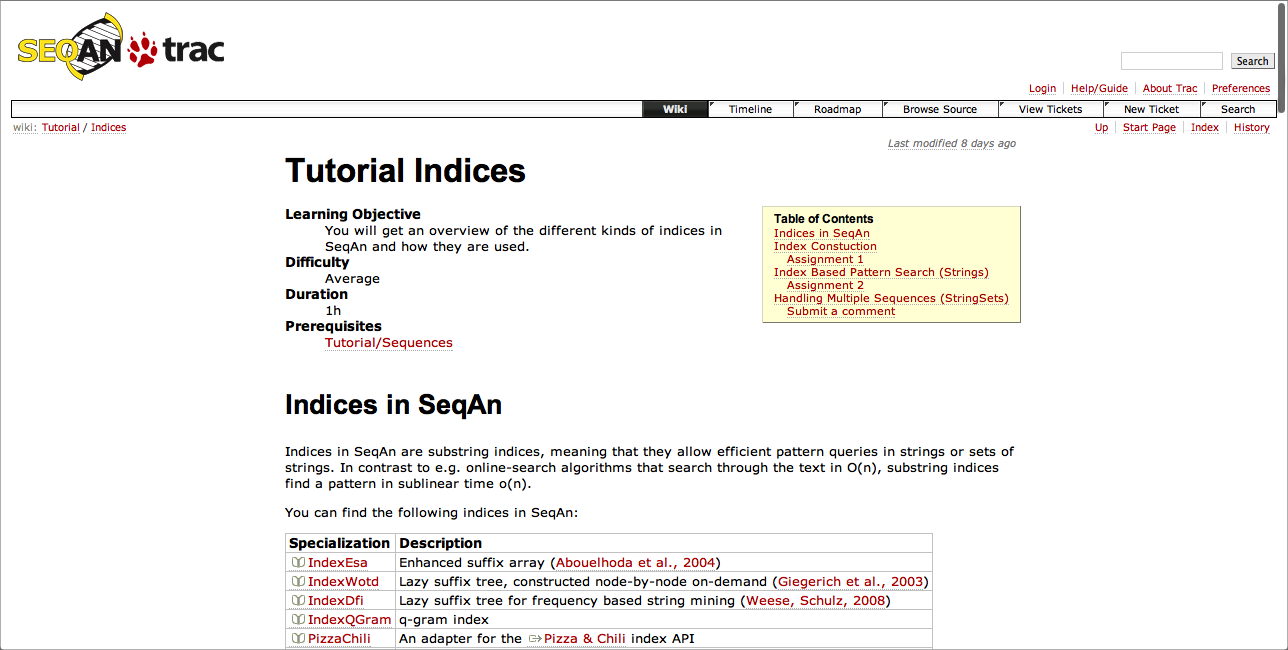 SEQAN trac
Search
Login Help/Guide About Trac Preferences
Wiki Timeline Roadmap Browse Source View Tickets New Ticket Search
wiki: Tutorial / Indices
Up Start Page Index History
Last modified 8 days ago
Tutorial Indices
Learning Objective
You will get an overview of the different kinds of indices in
SeqAn and how they are used.
Difficulty
Average
Duration
1h
Prerequisites
Tutorial/Sequences
Table of Contents
Indices in SeqAn
Index Constuction
Assignment 1
Index Based Pattern Search (Strings)
Assignment 2
Handling Multiple Sequences (StringSets)
Submit a comment
Indices in SeqAn
Indices in SeqAn are substring indices, meaning that they allow efficient pattern queries in strings or sets of
strings. In contrast to e.g. online-search algorithms that search through the text in O(n), substring indices
find a pattern in sublinear time o(n).
You can find the following indices in SeqAn:
Specialization Description
IndexEsa Enhanced suffix array (Abouelhoda et al., 2004)
IndexWotd Lazy suffix tree, constructed node-by-node on-demand (Giegerich et al., 2003)
IndexDfi Lazy suffix tree for frequency based string mining (Weese, Schulz, 2008)
IndexQGram q-gram index
PizzaChili An adapter for the Pizza & Chili index API